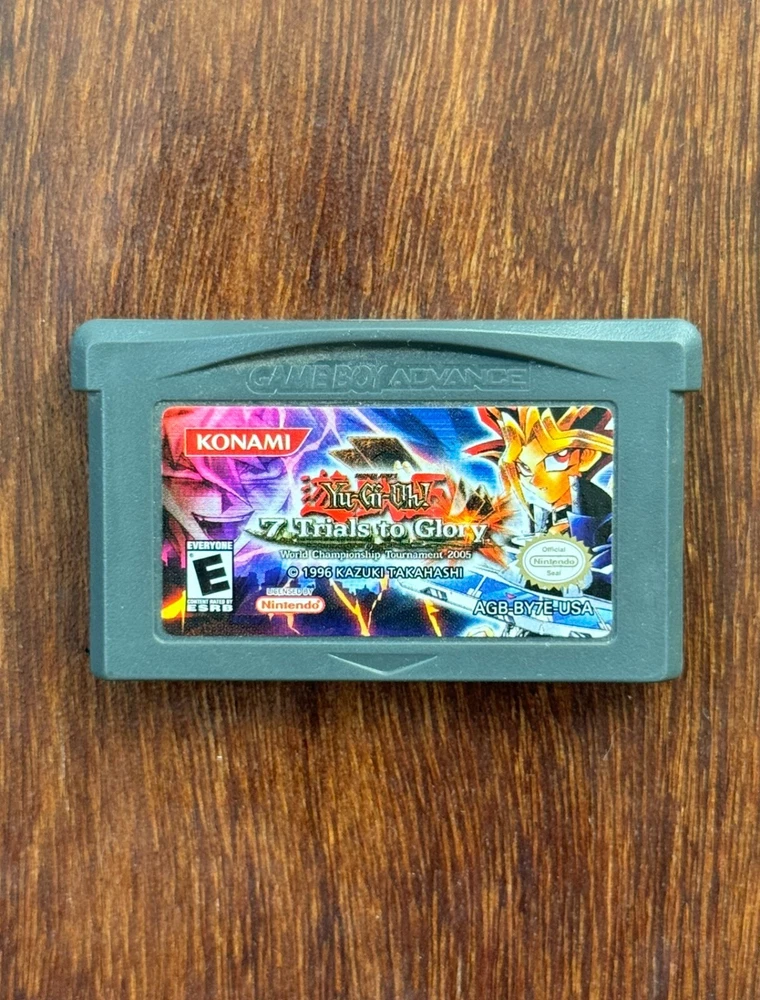 GAME BOY ADVANCE
KONAMI
Yu-Gi-Oh!
7 Trials to Glory
World Championship Tournament 2005
© 1996 KAZUKI TAKAHASHI
EVERYONE
E
CONTENT RATED BY
ESRB
LICENSED BY
Nintendo
Official
Nintendo
Seal
AGB-BY7E-USA